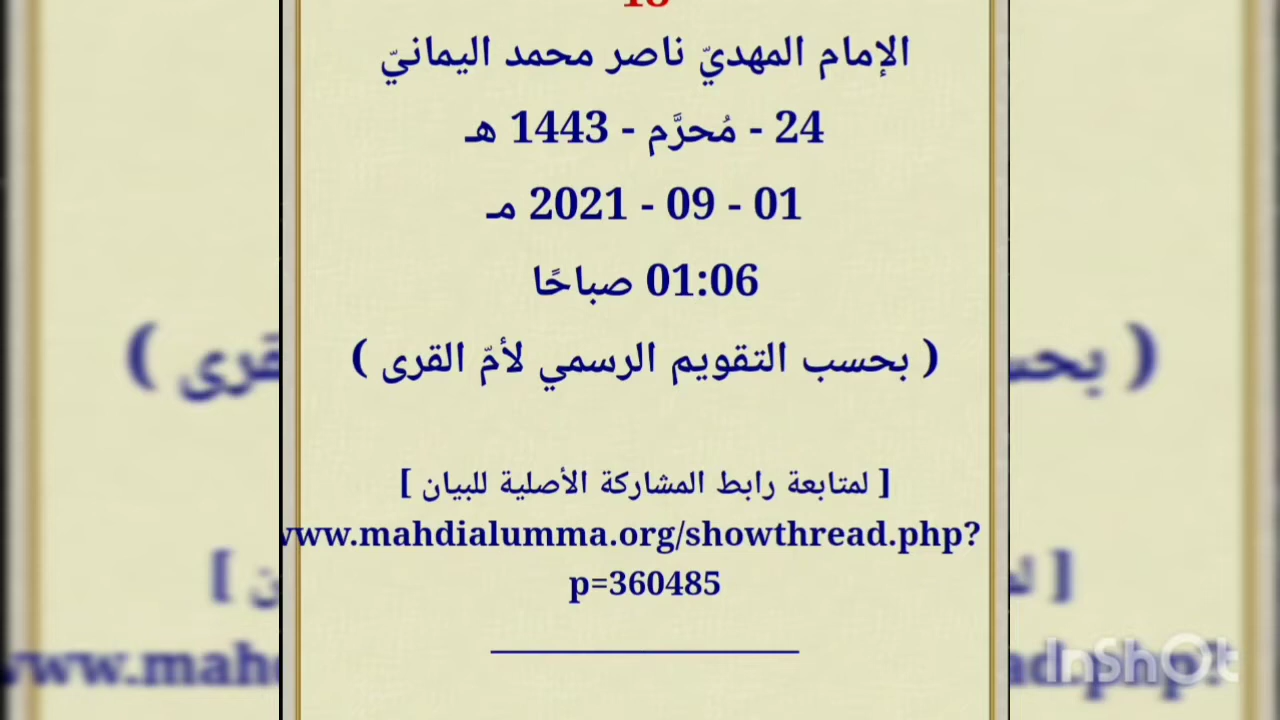 الإمام المهديّ ناصر محمد اليمانيّ
24 - مُحرَّم - 1443 هـ
01 - 09 - 2021 مـ
01:06 صباحًا
( بحسب التقويم الرسمي لأمّ القرى )
[ لمتابعة رابط المشاركة الأصلية للبيان ]
www.mahdialumma.org/showthread.php?
p=360485
InShOt